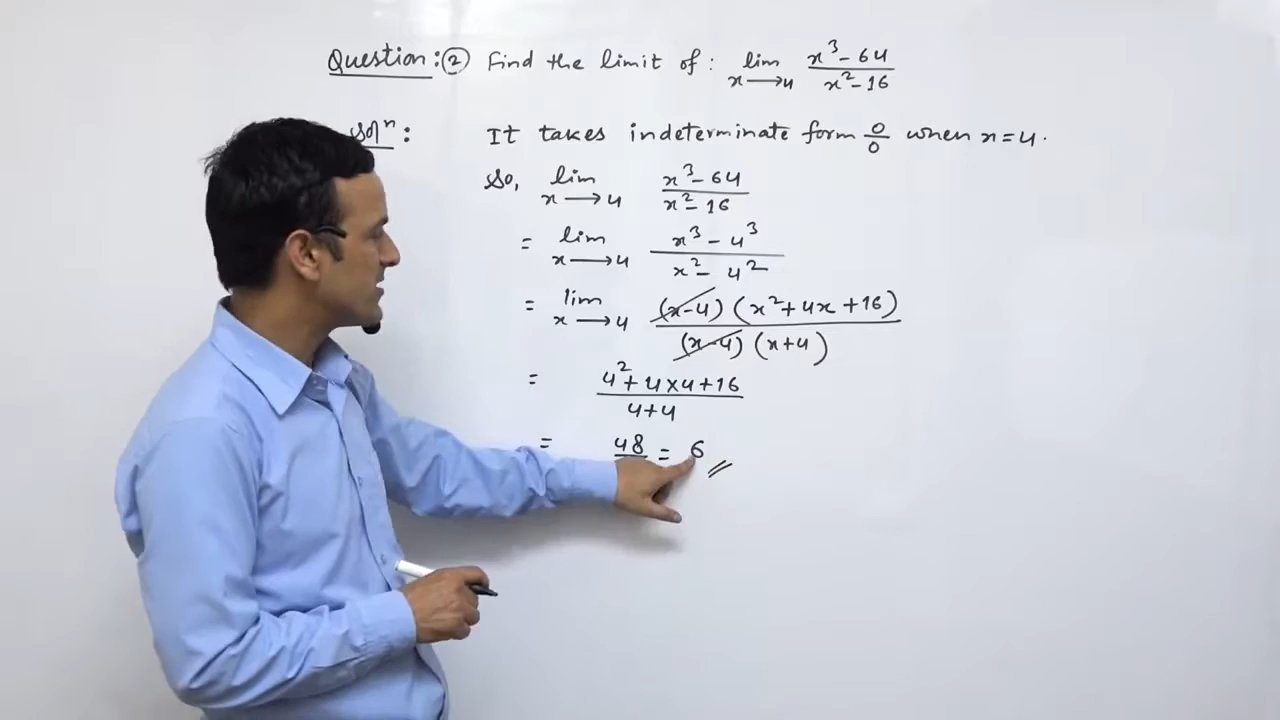 Question: ② Find the limit of: lim x→4 x³-64 / x²-16
Solⁿ: It takes indeterminate form 0/0 when x=4.
So, lim x→4 x³-64 / x²-16
= lim x→4 x³-4³ / x²-4²
= lim x→4 (x-4)(x²+4x+16) / (x-4)(x+4)
= 4²+4×4+16 / 4+4
= 48 = 6